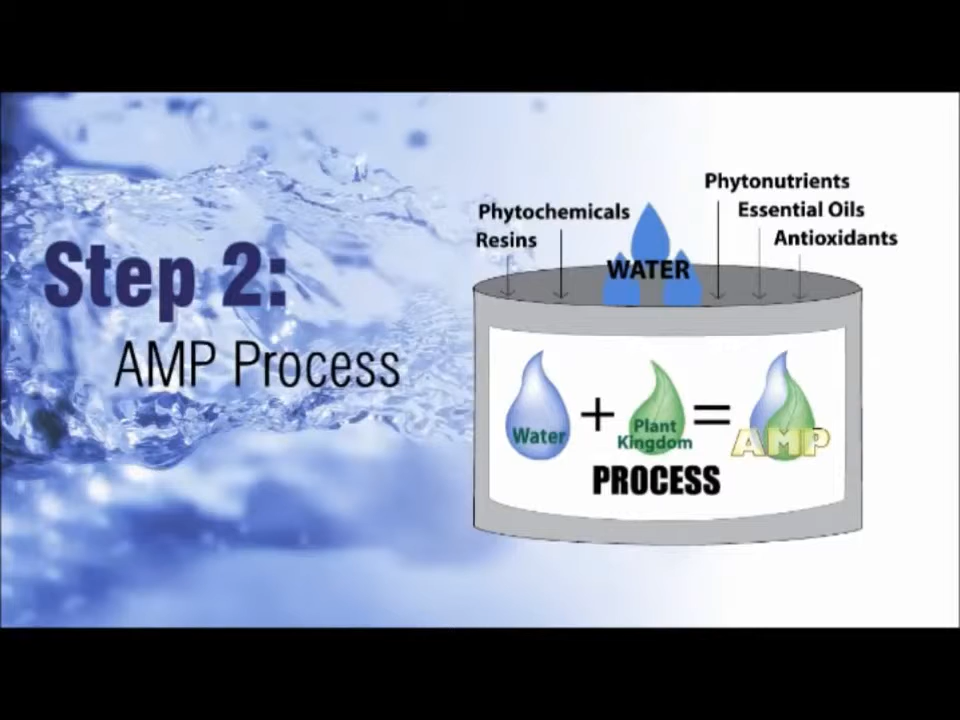 Step 2:
AMP Process
Phytonutrients
Phytochemicals
Essential Oils
Resins
Antioxidants
WATER
Water
+
Plant
Kingdom
=
AMP
PROCESS